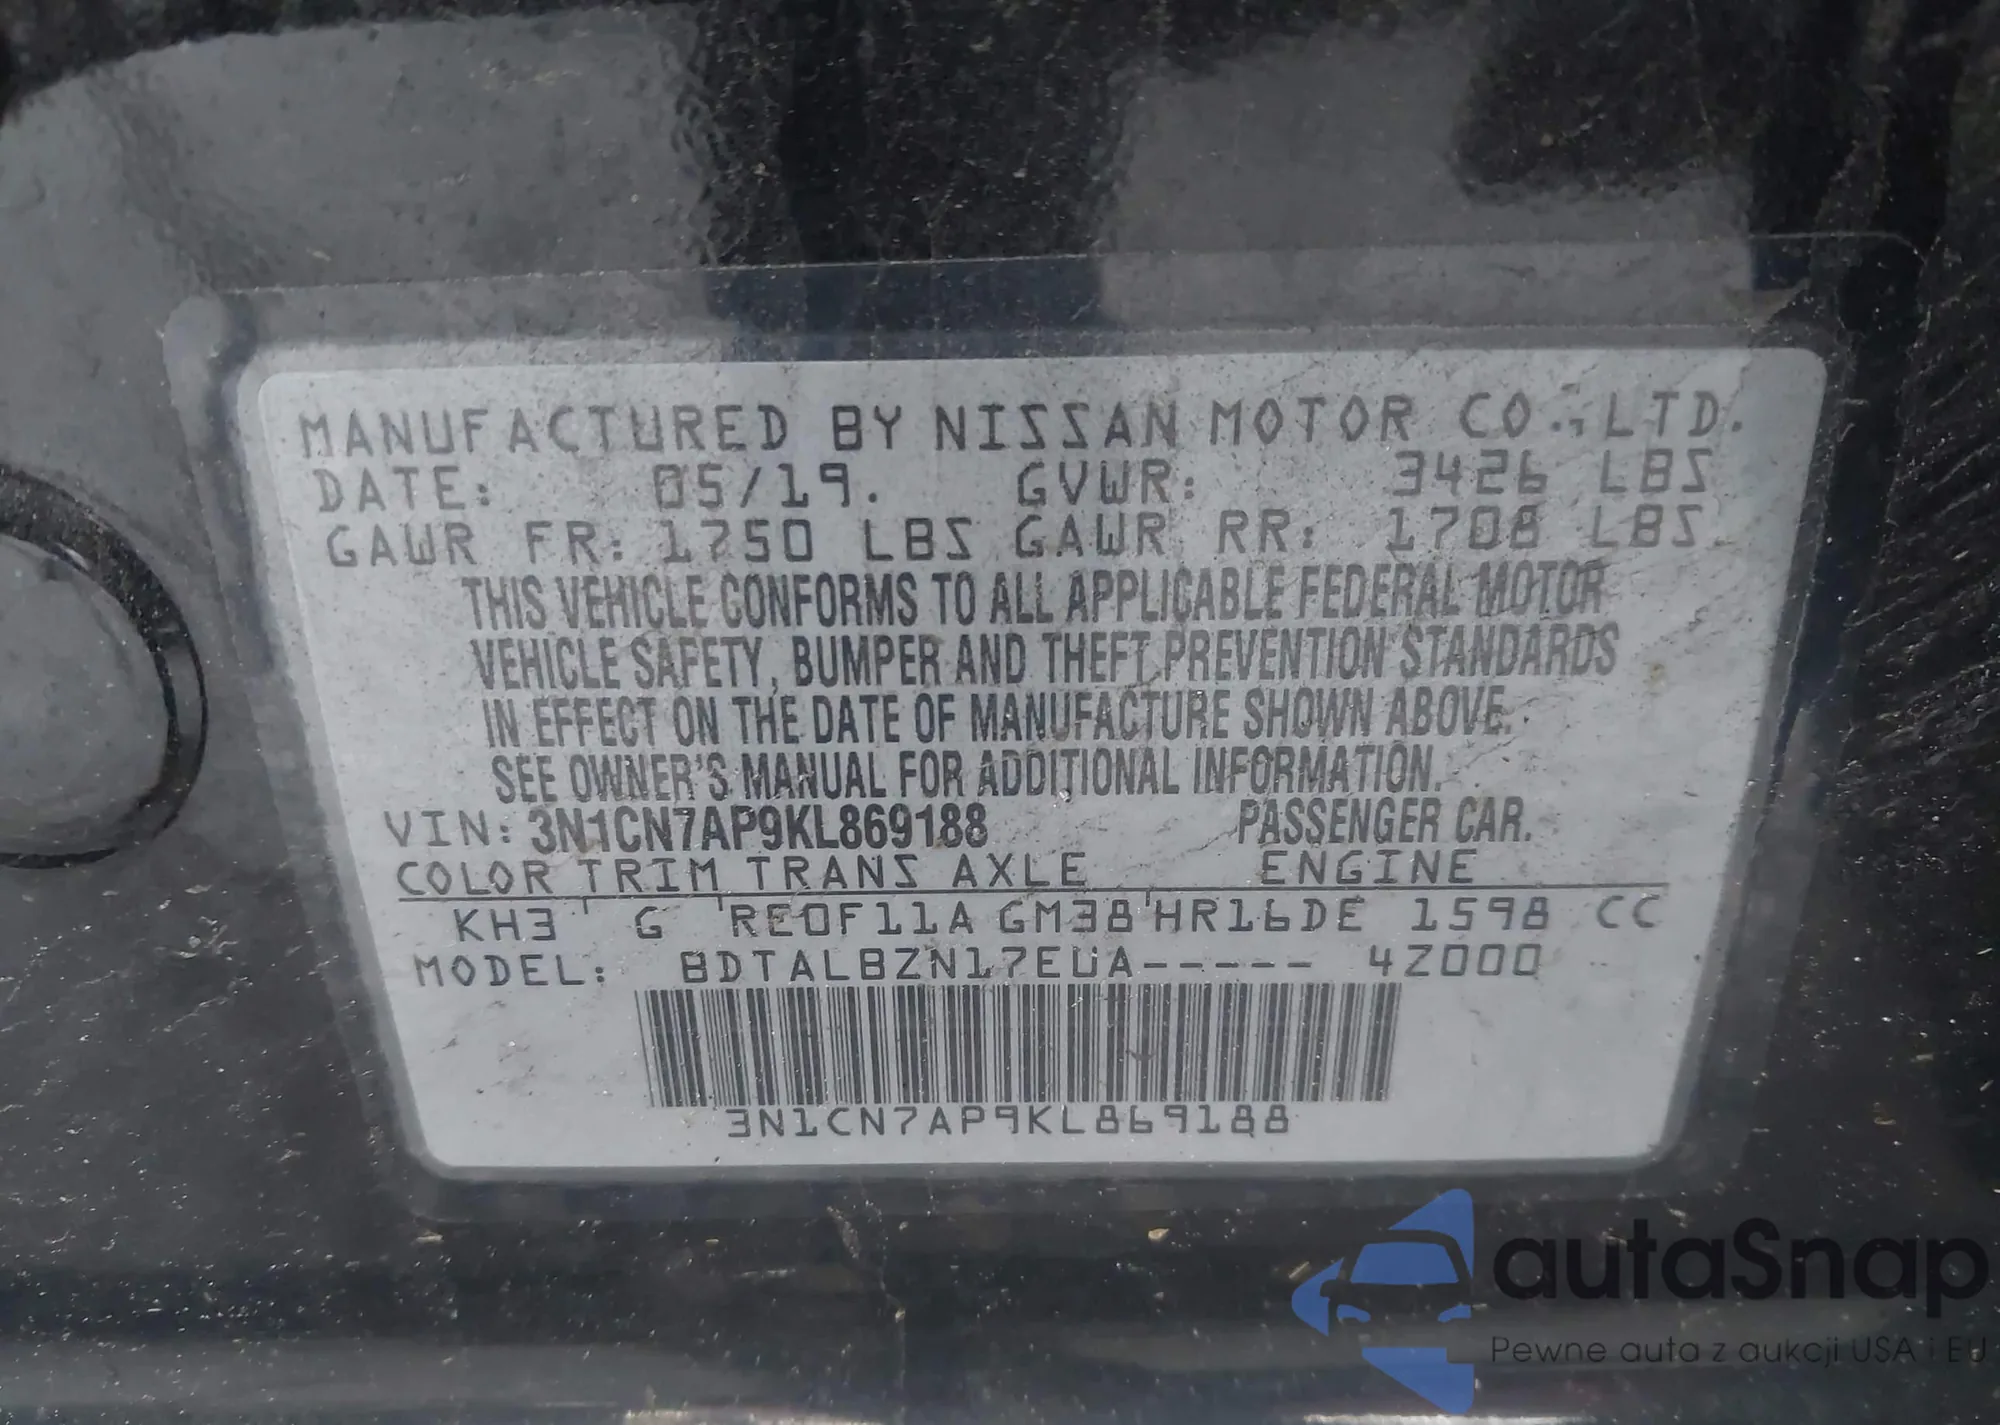 MANUFACTURED BY NISSAN MOTOR CO., LTD.
DATE: 05/19. GVWR: 3426 LBS
GAWR FR: 1750 LBS GAWR RR: 1708 LBS
THIS VEHICLE CONFORMS TO ALL APPLICABLE FEDERAL MOTOR
VEHICLE SAFETY, BUMPER AND THEFT PREVENTION STANDARDS
IN EFFECT ON THE DATE OF MANUFACTURE SHOWN ABOVE.
SEE OWNER'S MANUAL FOR ADDITIONAL INFORMATION.
VIN: 3N1CN7AP9KL869188 PASSENGER CAR.
COLOR TRIM TRANS AXLE ENGINE
KH3 G RE0F11A GM38 HR16DE 1598 CC
MODEL: BDTALBZN17EUA----- 4Z000
3N1CN7AP9KL869188
autaSnap
Pewne auta z aukcji USA i EU